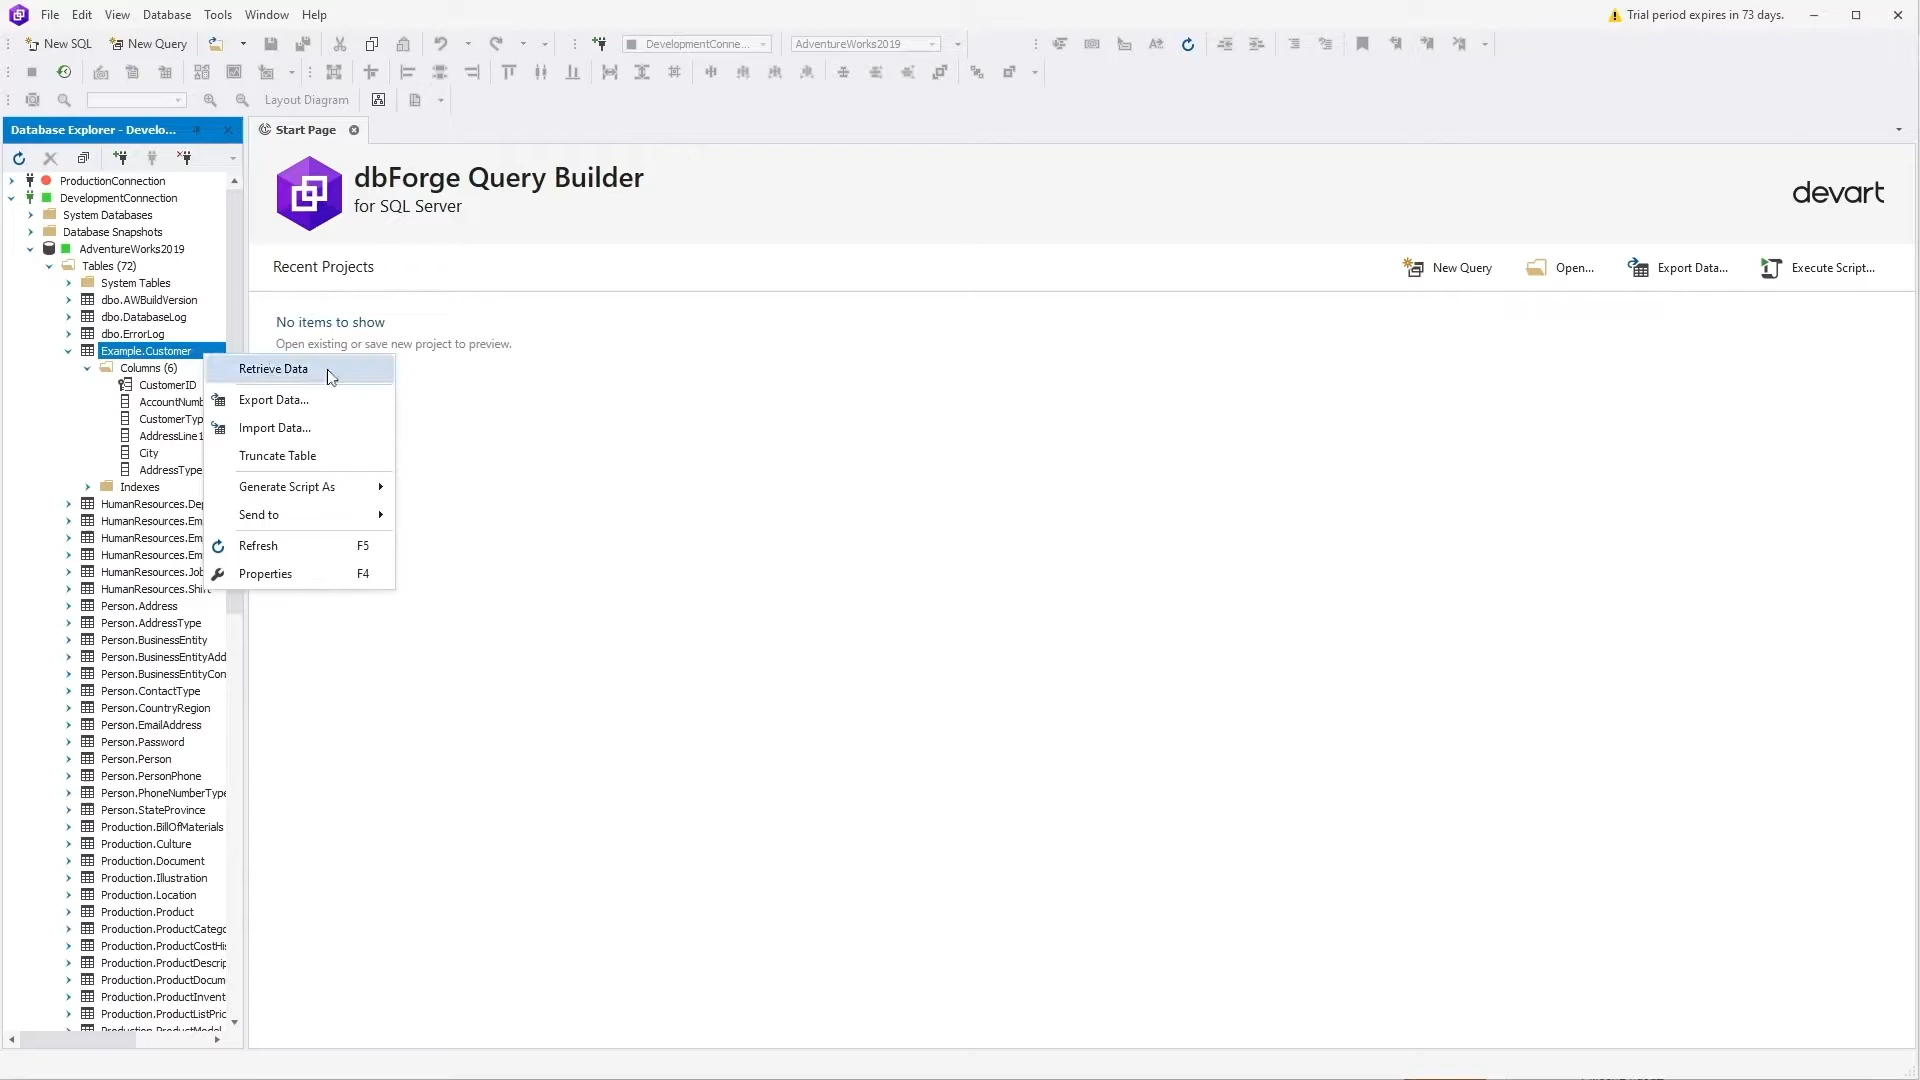 File Edit View Database Tools Window Help
Trial period expires in 73 days.
New SQL New Query DevelopmentConne... AdventureWorks2019
Layout Diagram
Database Explorer - Develo...
Start Page
ProductionConnection
DevelopmentConnection
System Databases
Database Snapshots
AdventureWorks2019
Tables (72)
System Tables
dbo.AWBuildVersion
dbo.DatabaseLog
dbo.ErrorLog
Example.Customer
Columns (6)
CustomerID
AccountNumb
CustomerTyp
AddressLine1
City
AddressType
Indexes
HumanResources.Dep
HumanResources.Em
HumanResources.Em
HumanResources.Em
HumanResources.Job
HumanResources.Shift
Person.Address
Person.AddressType
Person.BusinessEntity
Person.BusinessEntityAdd
Person.BusinessEntityCon
Person.ContactType
Person.CountryRegion
Person.EmailAddress
Person.Password
Person.Person
Person.PersonPhone
Person.PhoneNumberType
Person.StateProvince
Production.BillOfMaterials
Production.Culture
Production.Document
Production.Illustration
Production.Location
Production.Product
Production.ProductCatego
Production.ProductCostHis
Production.ProductDescrip
Production.ProductDocum
Production.ProductInvent
Production.ProductListPric
Production.ProductModel
Retrieve Data
Export Data...
Import Data...
Truncate Table
Generate Script As
Send to
Refresh F5
Properties F4
dbForge Query Builder
for SQL Server
devart
Recent Projects
New Query Open... Export Data... Execute Script...
No items to show
Open existing or save new project to preview.